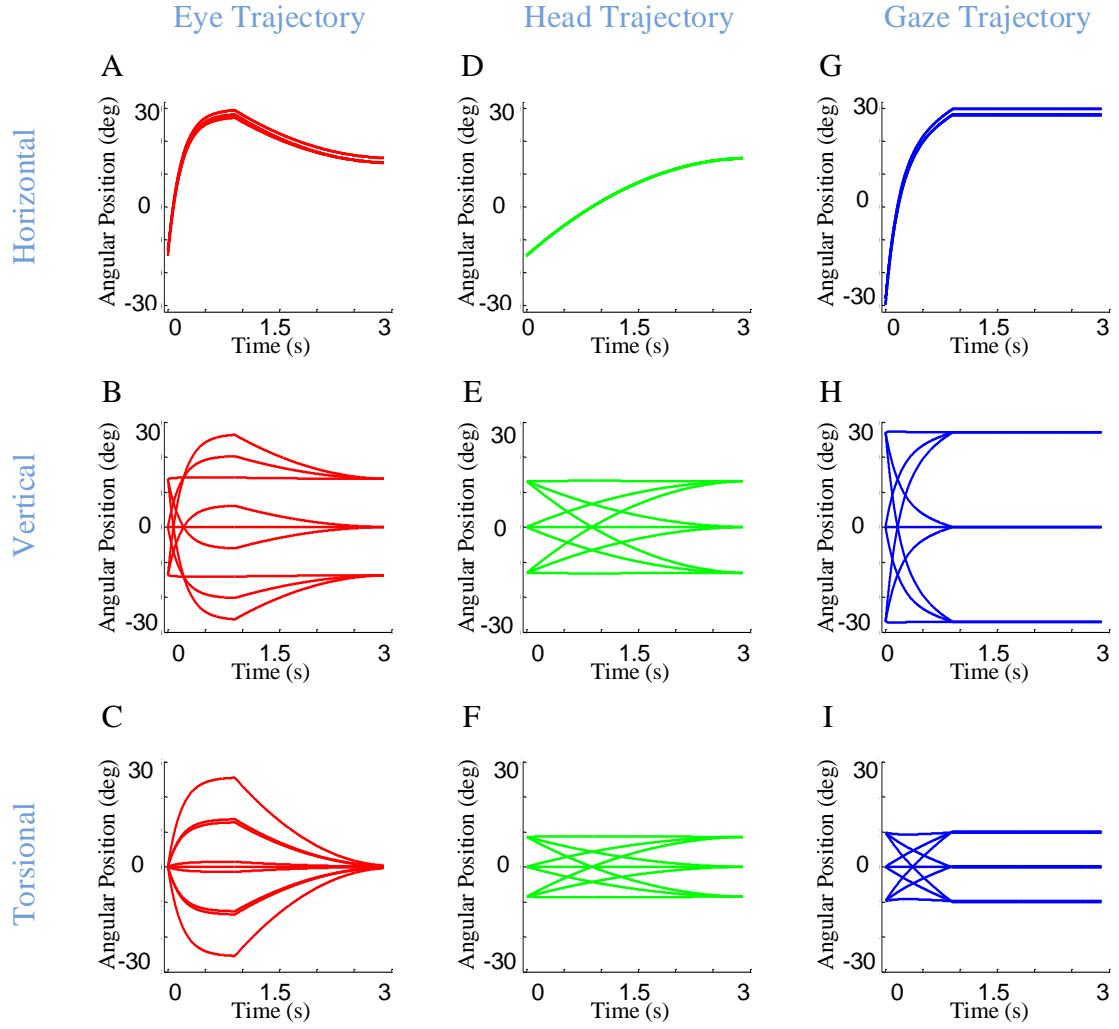 Eye Trajectory Head Trajectory Gaze Trajectory
A D G
Horizontal
Angular Position (deg)
30
0
-30
0 1.5 3
Time (s)
Angular Position (deg)
30
0
-30
0 1.5 3
Time (s)
Angular Position (deg)
30
0
-30
0 1.5 3
Time (s)
B E H
Vertical
Angular Position (deg)
30
0
-30
0 1.5 3
Time (s)
Angular Position (deg)
30
0
-30
0 1.5 3
Time (s)
Angular Position (deg)
30
0
-30
0 1.5 3
Time (s)
C F I
Torsional
Angular Position (deg)
30
0
-30
0 1.5 3
Time (s)
Angular Position (deg)
30
0
-30
0 1.5 3
Time (s)
Angular Position (deg)
30
0
-30
0 1.5 3
Time (s)